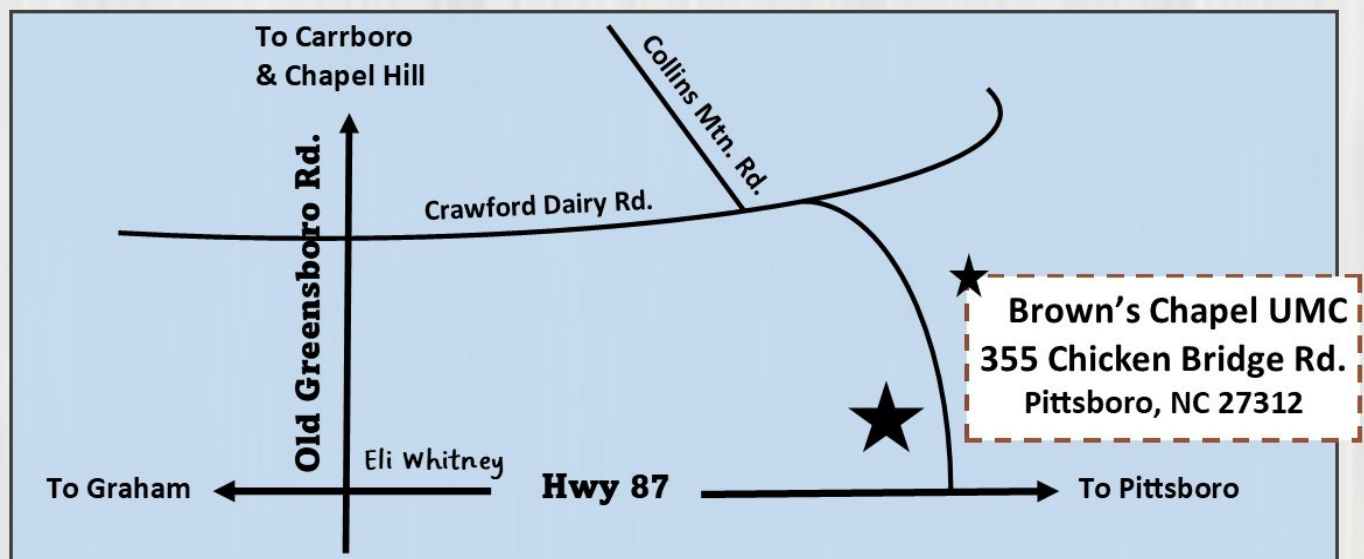 To Carrboro
& Chapel Hill
Collins Mtn. Rd.
Old Greensboro Rd.
Crawford Dairy Rd.
Brown’s Chapel UMC
355 Chicken Bridge Rd.
Pittsboro, NC 27312
Eli Whitney
To Graham
Hwy 87
To Pittsboro